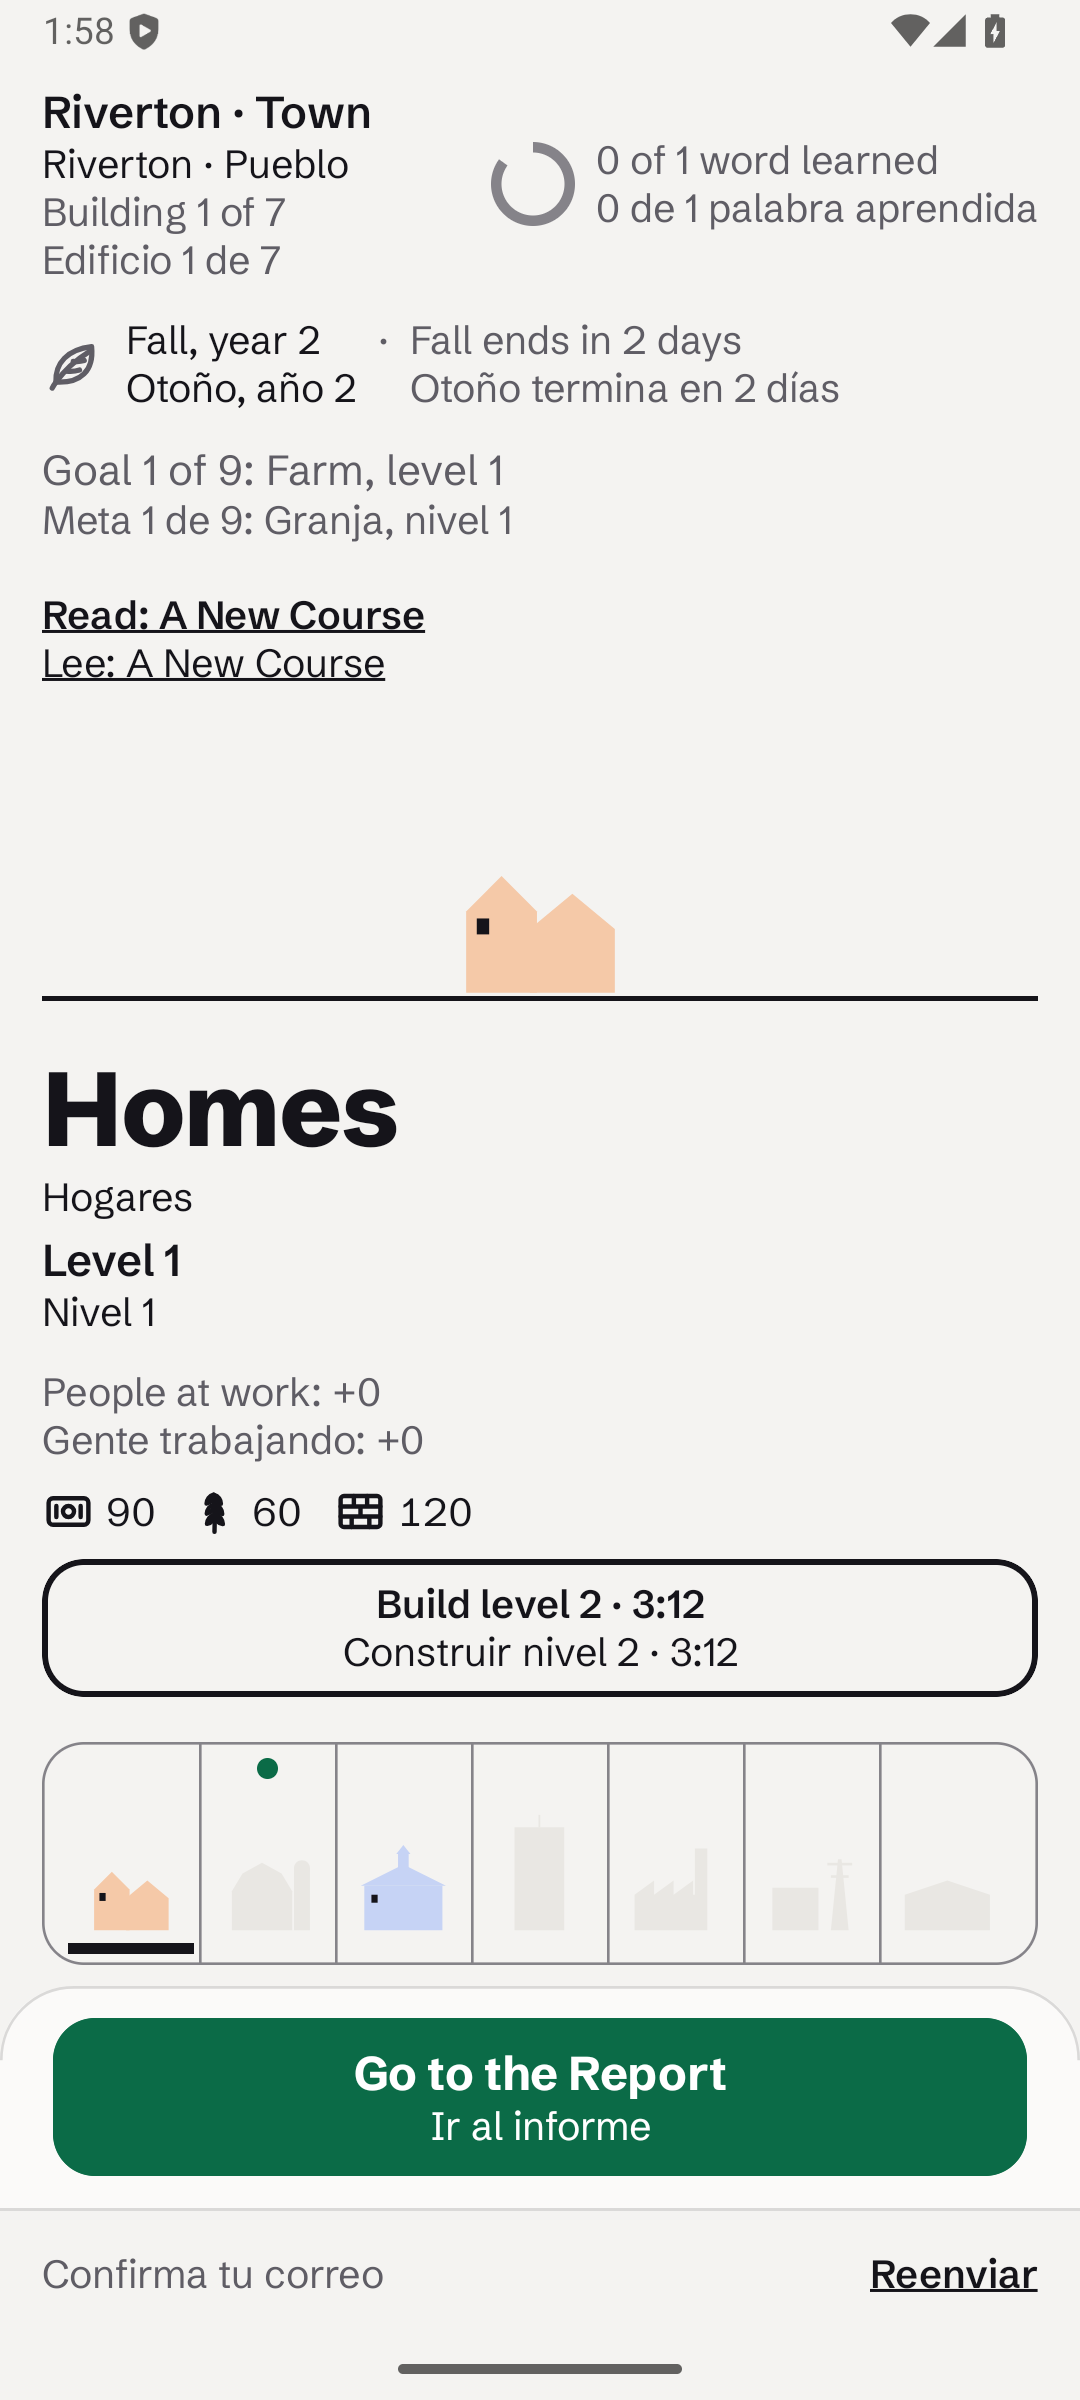 1:58
Riverton · Town
Riverton · Pueblo
Building 1 of 7
Edificio 1 de 7
0 of 1 word learned
0 de 1 palabra aprendida
Fall, year 2
Otoño, año 2
· Fall ends in 2 days
Otoño termina en 2 días
Goal 1 of 9: Farm, level 1
Meta 1 de 9: Granja, nivel 1
Read: A New Course
Lee: A New Course
Homes
Hogares
Level 1
Nivel 1
People at work: +0
Gente trabajando: +0
90 60 120
Build level 2 · 3:12
Construir nivel 2 · 3:12
Go to the Report
Ir al informe
Confirma tu correo
Reenviar